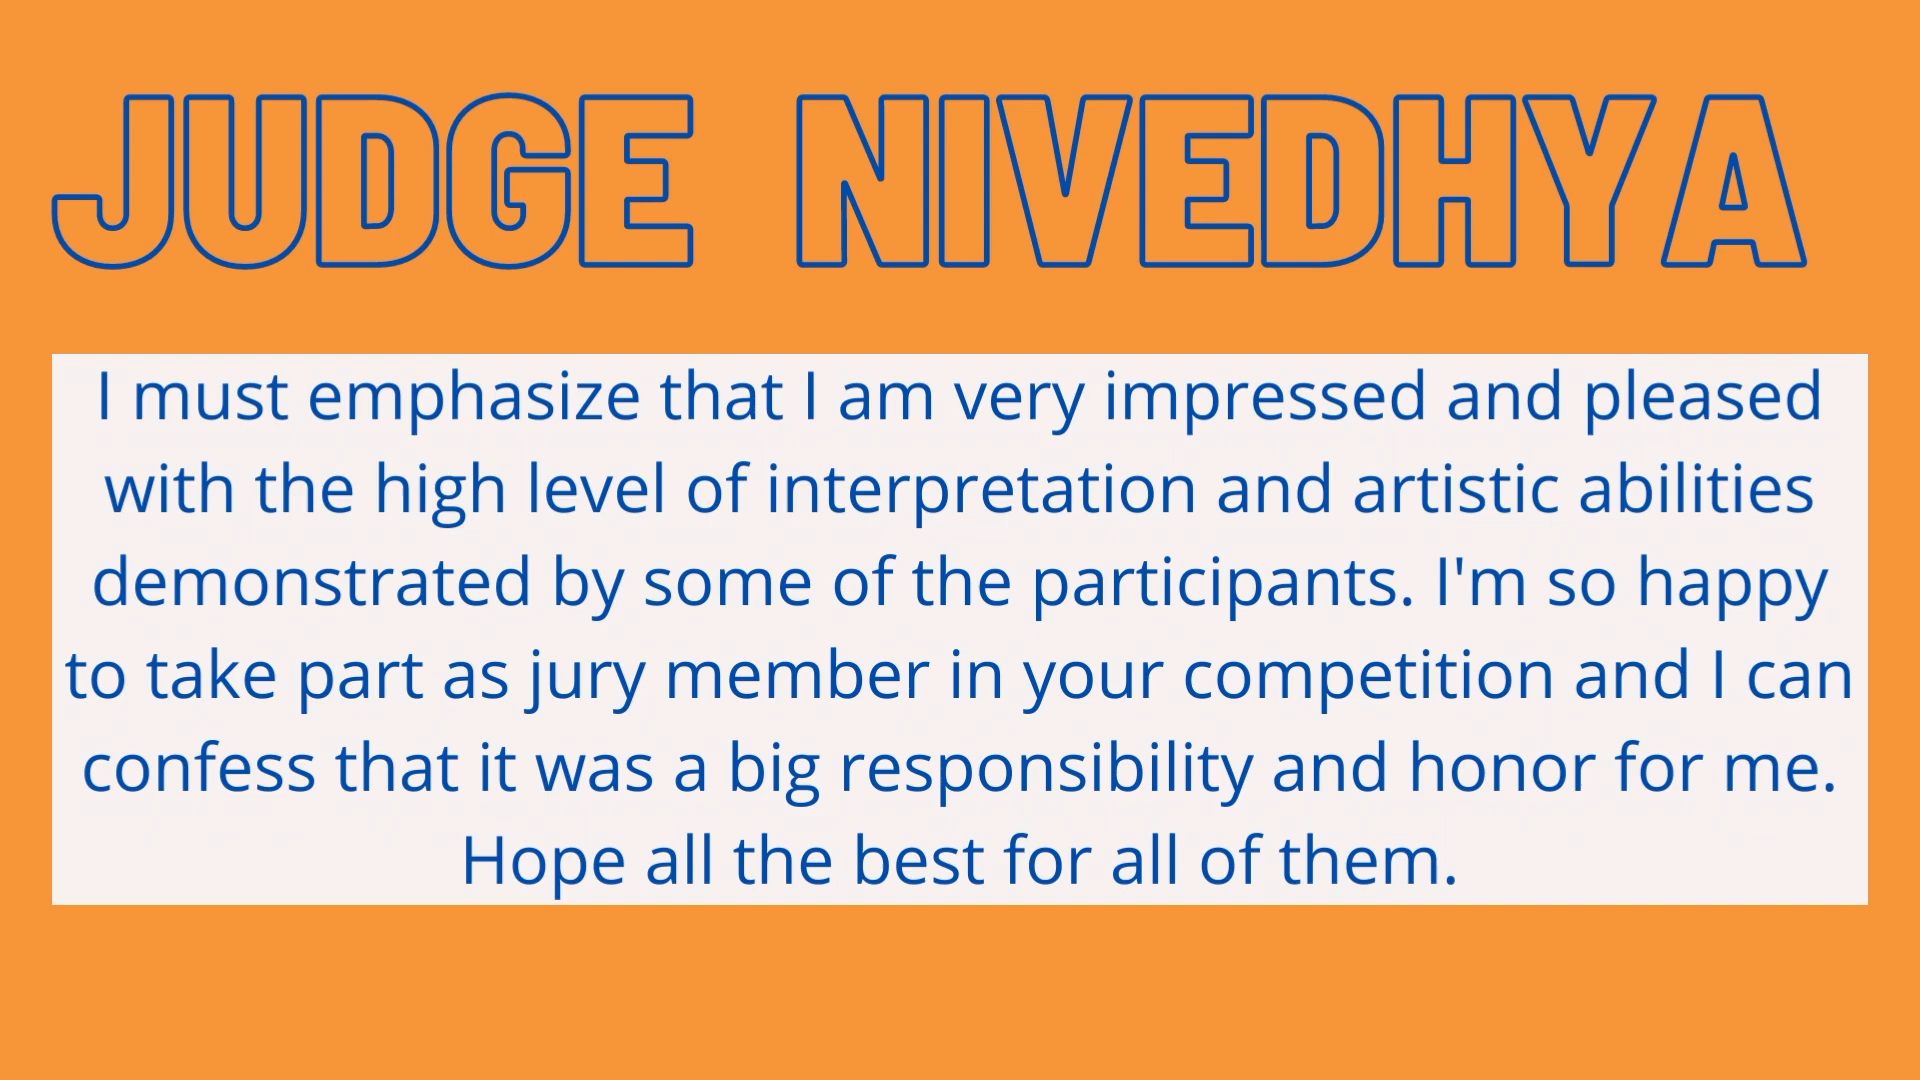 JUDGE NIVEDHYA
I must emphasize that I am very impressed and pleased
with the high level of interpretation and artistic abilities
demonstrated by some of the participants. I'm so happy
to take part as jury member in your competition and I can
confess that it was a big responsibility and honor for me.
Hope all the best for all of them.